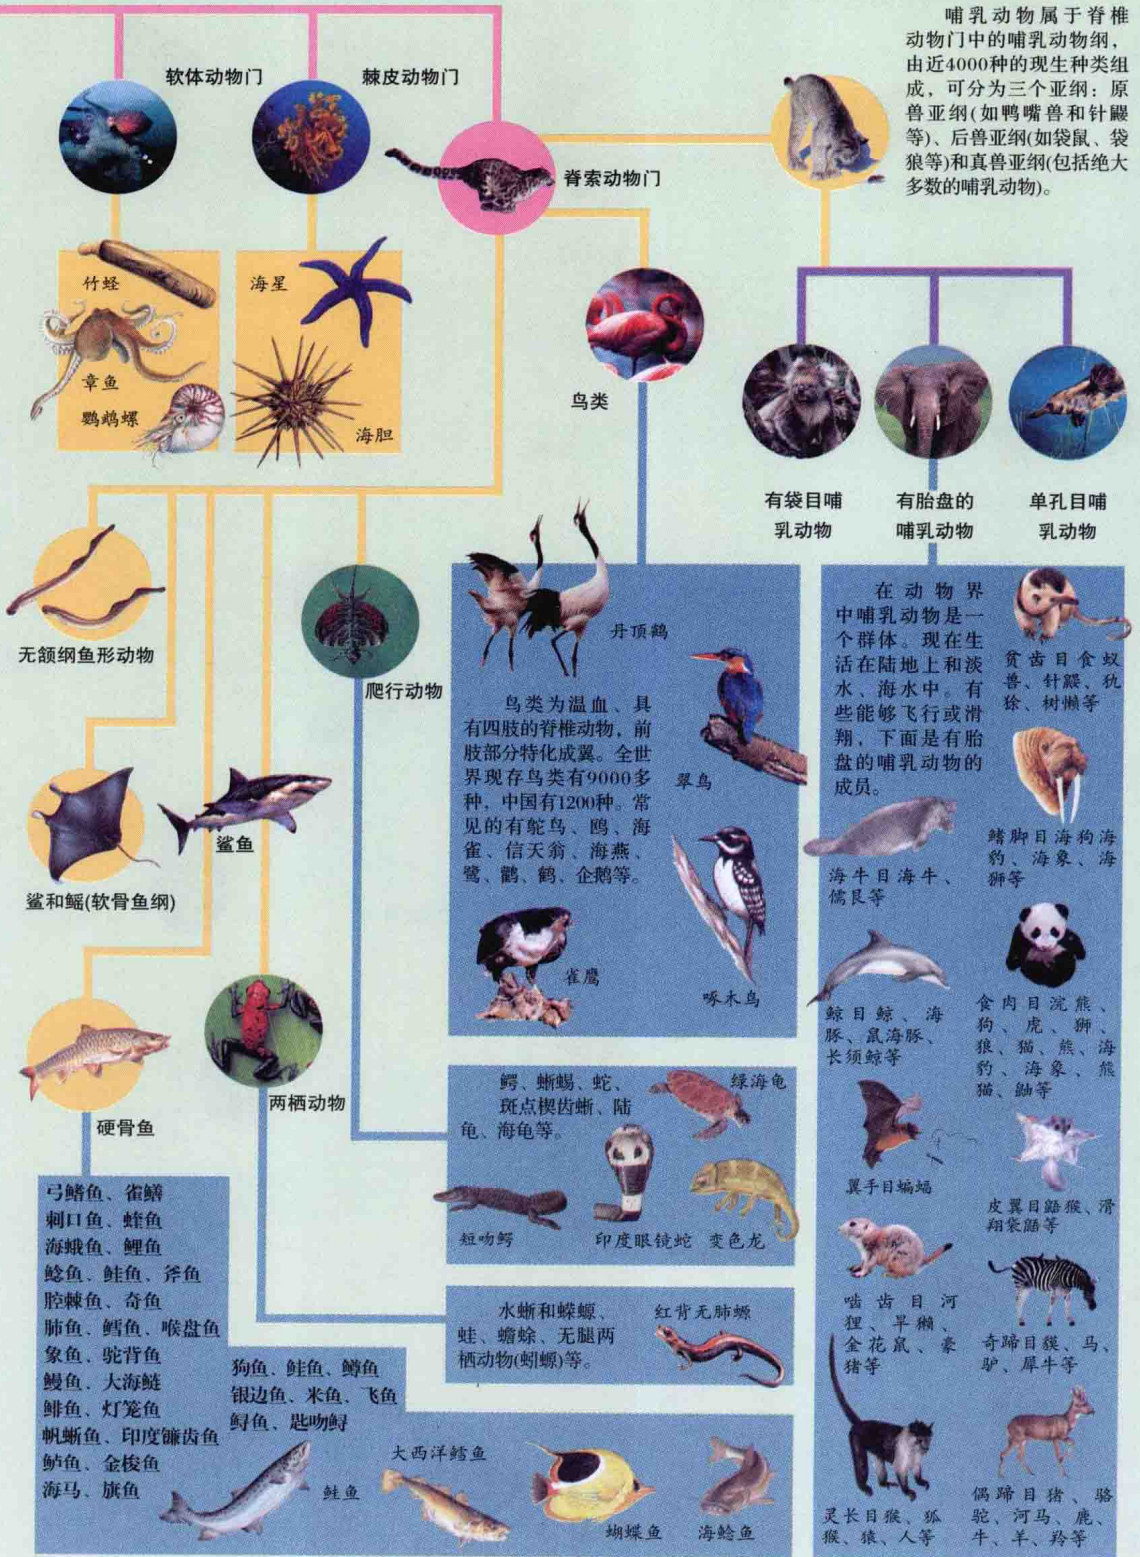 哺乳动物属于脊椎
动物门中的哺乳动物纲,
由近4000种的现生种类组
成,可分为三个亚纲:原
兽亚纲(如鸭嘴兽和针鼹
等)、后兽亚纲(如袋鼠、袋
狼等)和真兽亚纲(包括绝大
多数的哺乳动物)。
软体动物门
棘皮动物门
脊索动物门
竹蛏
章鱼
鹦鹉螺
海星
海胆
鸟类
有袋目哺
乳动物
有胎盘的
哺乳动物
单孔目哺
乳动物
无颔纲鱼形动物
爬行动物
鲨鱼
鲨和鳐(软骨鱼纲)
硬骨鱼
两栖动物
丹顶鹤
鸟类为温血、具
有四肢的脊椎动物,前
肢部分特化成翼。全世
界现存鸟类有9000多
种,中国有1200种。常
见的有鸵鸟、鸥、海
雀、信天翁、海燕、
鹭、鹳、鹤、企鹅等。
翠鸟
雀鹰
啄木鸟
鳄、蜥蜴、蛇、
斑点楔齿蜥、陆
龟、海龟等。
绿海龟
短吻鳄
印度眼镜蛇
变色龙
水蜥和蝾螈、
蛙、蟾蜍、无腿两
栖动物(蚓螈)等。
红背无肺螈
弓鳍鱼、雀鳝
刺口鱼、蝰鱼
海蛾鱼、鲤鱼
鲶鱼、鲑鱼、斧鱼
腔棘鱼、奇鱼
肺鱼、鳕鱼、喉盘鱼
象鱼、驼背鱼
鳗鱼、大海鲢
鲱鱼、灯笼鱼
帆蜥鱼、印度镰齿鱼
鲈鱼、金梭鱼
海马、旗鱼
狗鱼、鲑鱼、鳟鱼
银边鱼、米鱼、飞鱼
鲟鱼、匙吻鲟
鲑鱼
大西洋鳕鱼
蝴蝶鱼
海鲶鱼
在动物界
中哺乳动物是一
个群体。现在生
活在陆地上和淡
水、海水中。有
些能够飞行或滑
翔,下面是有胎
盘的哺乳动物的
成员。
海牛目海牛、
儒艮等
鲸目鲸、海
豚、鼠海豚、
长须鲸等
翼手目蝙蝠
啮齿目河
狸、旱獭、
金花鼠、豪
猪等
灵长目猴、狐
猴、猿、人等
贫齿目食蚁
兽、针鼹、犰
狳、树懒等
鳍脚目海狗海
豹、海象、海
狮等
食肉目浣熊、
狗、虎、狮、
狼、猫、熊、海
豹、海象、熊
猫、鼬等
皮翼目鼯猴、滑
翔袋鼯等
奇蹄目貘、马、
驴、犀牛等
偶蹄目猪、骆
驼、河马、鹿、
牛、羊、羚等